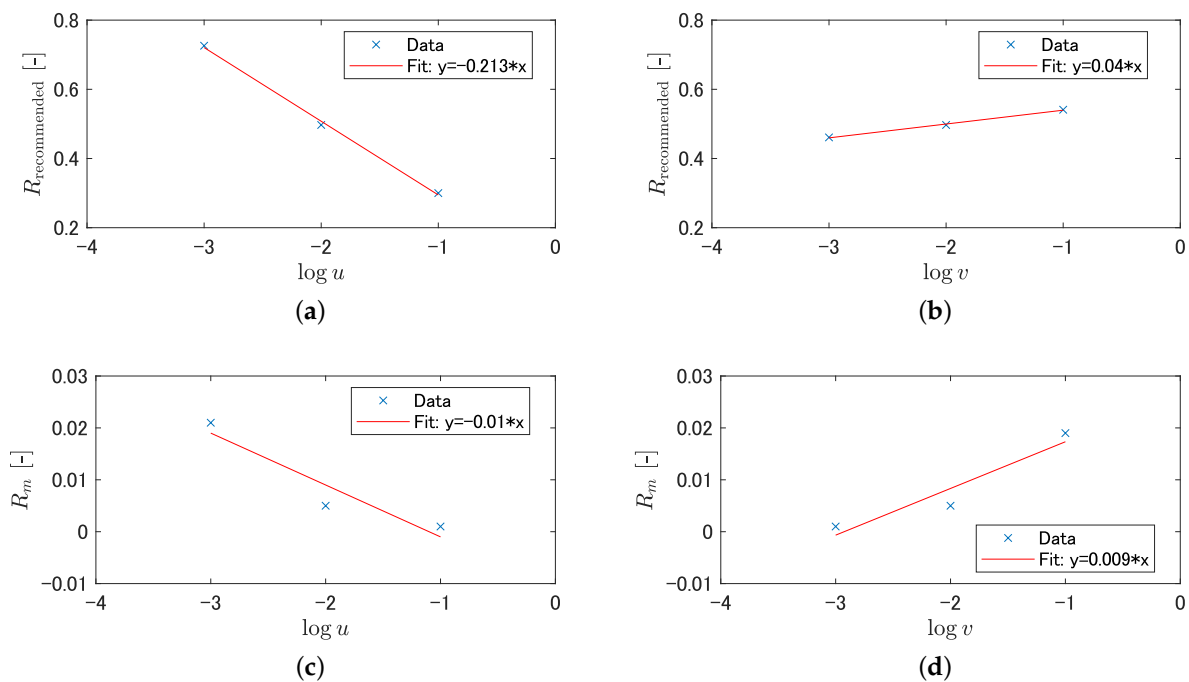 0.8
0.6
0.4
0.2
R_recommended [-]
Data
Fit: y=−0.213*x
−4 −3 −2 −1 0
log u
(a)
0.8
0.6
0.4
0.2
R_recommended [-]
Data
Fit: y=0.04*x
−4 −3 −2 −1 0
log v
(b)
0.03
0.02
0.01
0
−0.01
R_m [-]
Data
Fit: y=−0.01*x
−4 −3 −2 −1 0
log u
(c)
0.03
0.02
0.01
0
−0.01
R_m [-]
Data
Fit: y=0.009*x
−4 −3 −2 −1 0
log v
(d)